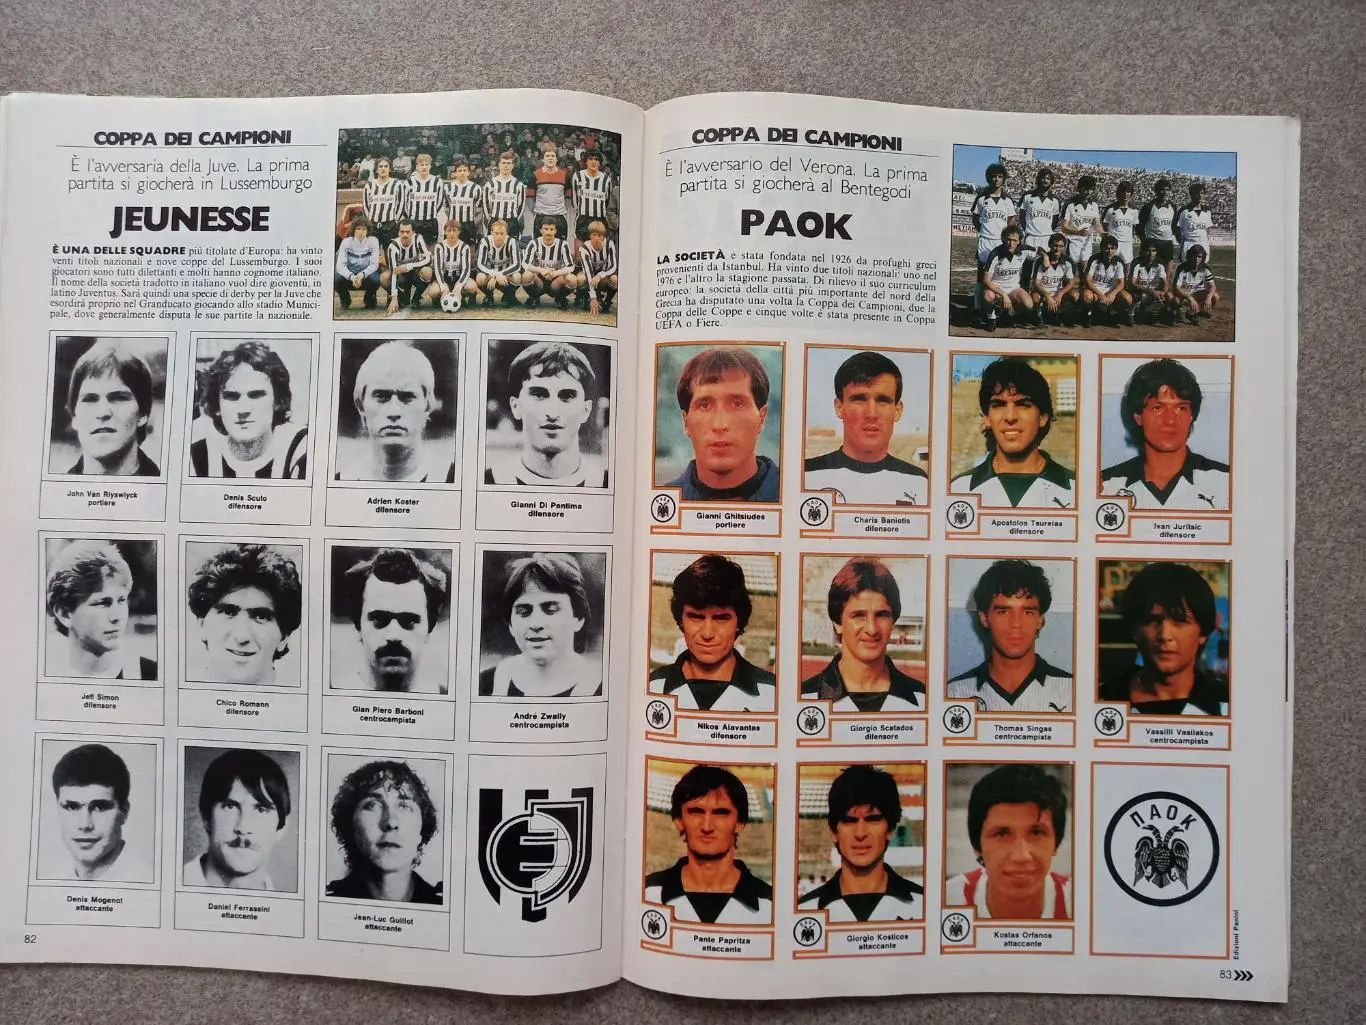 COPPA DEI CAMPIONI
È l'avversaria della Juve. La prima
partita si giocherà in Lussemburgo
JEUNESSE
È UNA DELLE SQUADRE più titolate d'Europa: ha vinto
venti titoli nazionali e nove coppe del Lussemburgo. I suoi
giocatori sono tutti dilettanti e molti hanno cognome italiano.
Il nome della società tradotto in italiano vuol dire gioventù, in
latino Juventus. Sarà quindi una specie di derby per la Juve che
esordirà proprio nel Granducato giocando allo stadio Munici-
pale, dove generalmente disputa le sue partite la nazionale.
John Van Riyswiyck
portiere
Denis Scuto
difensore
Adrien Koster
difensore
Gianni Di Pentima
difensore
Jeff Simon
difensore
Chico Romann
difensore
Gian Piero Barboni
centrocampista
André Zwally
centrocampista
Denis Mogenot
attaccante
Daniel Ferrassini
attaccante
Jean-Luc Guillot
attaccante
82
COPPA DEI CAMPIONI
È l'avversario del Verona. La prima
partita si giocherà al Bentegodi
PAOK
LA SOCIETÀ è stata fondata nel 1926 da profughi greci
provenienti da Istanbul. Ha vinto due titoli nazionali: uno nel
1976 e l'altro la stagione passata. Di rilievo il suo curriculum
europeo: la società della città più importante del nord della
Grecia ha disputato una volta la Coppa dei Campioni, due la
Coppa delle Coppe e cinque volte è stata presente in Coppa
UEFA o Fiere.
Gianni Ghitsiudes
portiere
Charis Baniotis
difensore
Apostolos Tsurelas
difensore
Ivan Juritsic
difensore
Nikos Alavantas
difensore
Giorgio Scatados
difensore
Thomas Singas
centrocampista
Vassilli Vasilakos
centrocampista
Pante Papritza
attaccante
Giorgio Kosticos
attaccante
Kostas Orfanos
attaccante
ΠΑΟΚ
Edizioni Panini
83